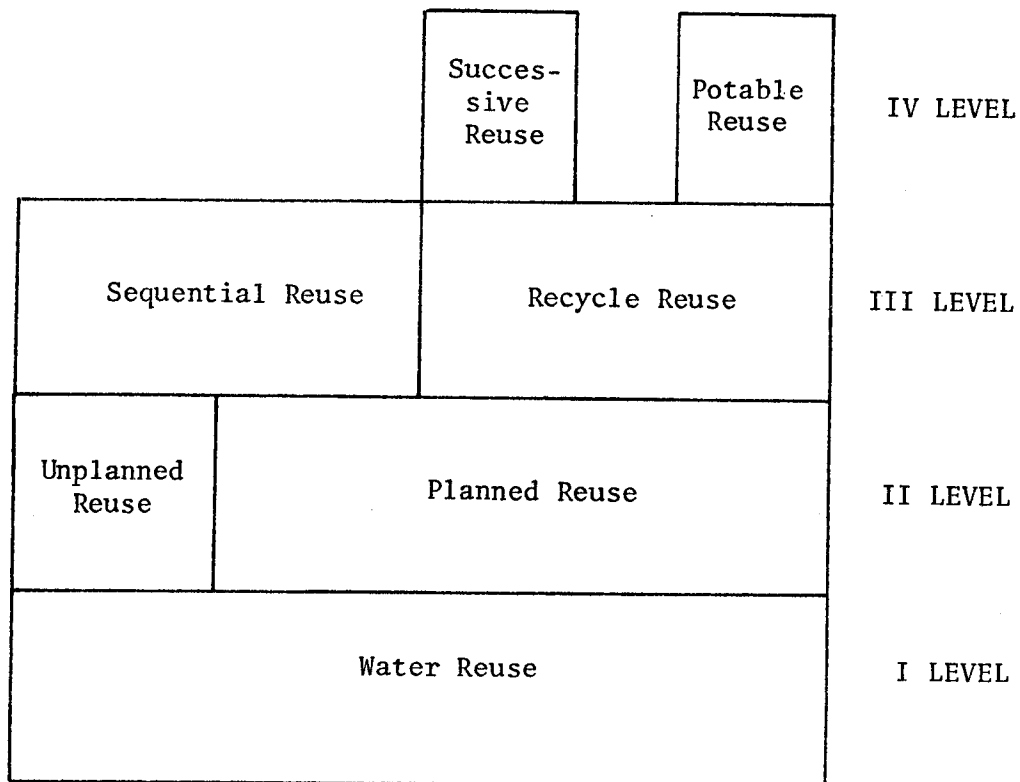 Succes-
sive
Reuse
Potable
Reuse
IV LEVEL
Sequential Reuse
Recycle Reuse
III LEVEL
Unplanned
Reuse
Planned Reuse
II LEVEL
Water Reuse
I LEVEL